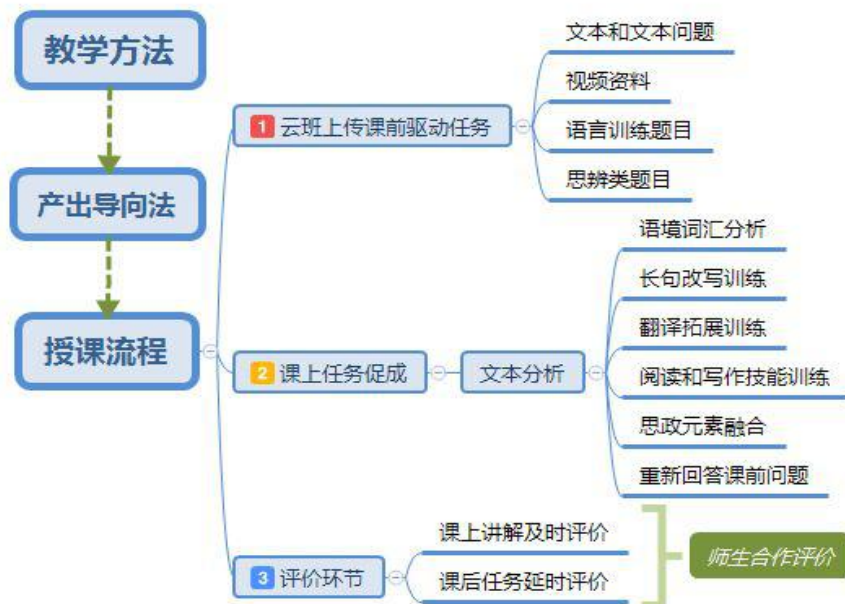 教学方法
产出导向法
授课流程
1 云班上传课前驱动任务
文本和文本问题
视频资料
语言训练题目
思辨类题目
2 课上任务促成
文本分析
语境词汇分析
长句改写训练
翻译拓展训练
阅读和写作技能训练
思政元素融合
重新回答课前问题
3 评价环节
课上讲解及时评价
课后任务延时评价
师生合作评价